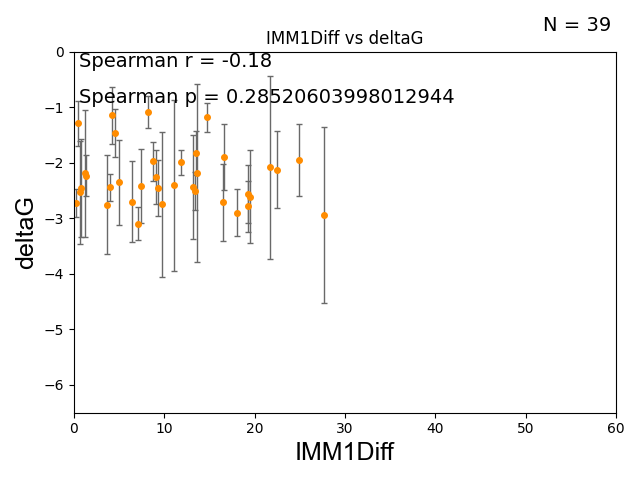 N = 39
IMM1Diff vs deltaG
Spearman r = -0.18
Spearman p = 0.28520603998012944
0
−1
−2
−3
−4
−5
−6
deltaG
0 10 20 30 40 50 60
IMM1Diff